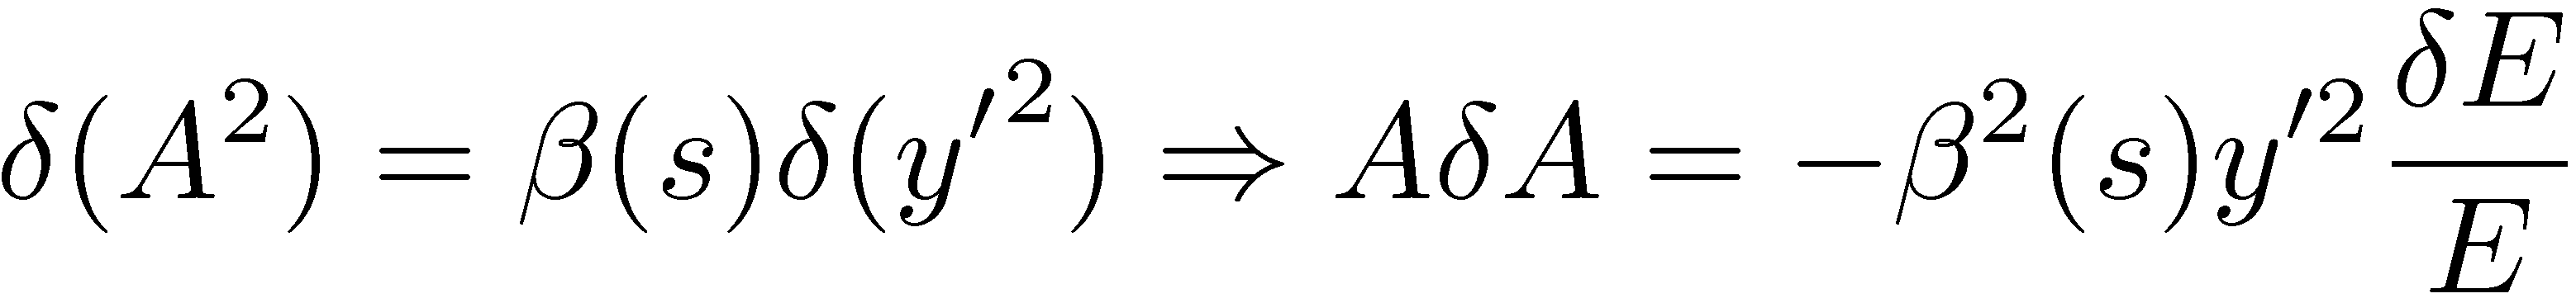 δ(A²) = β(s)δ(y′²) ⇒ AδA = −β²(s)y′² δE/E